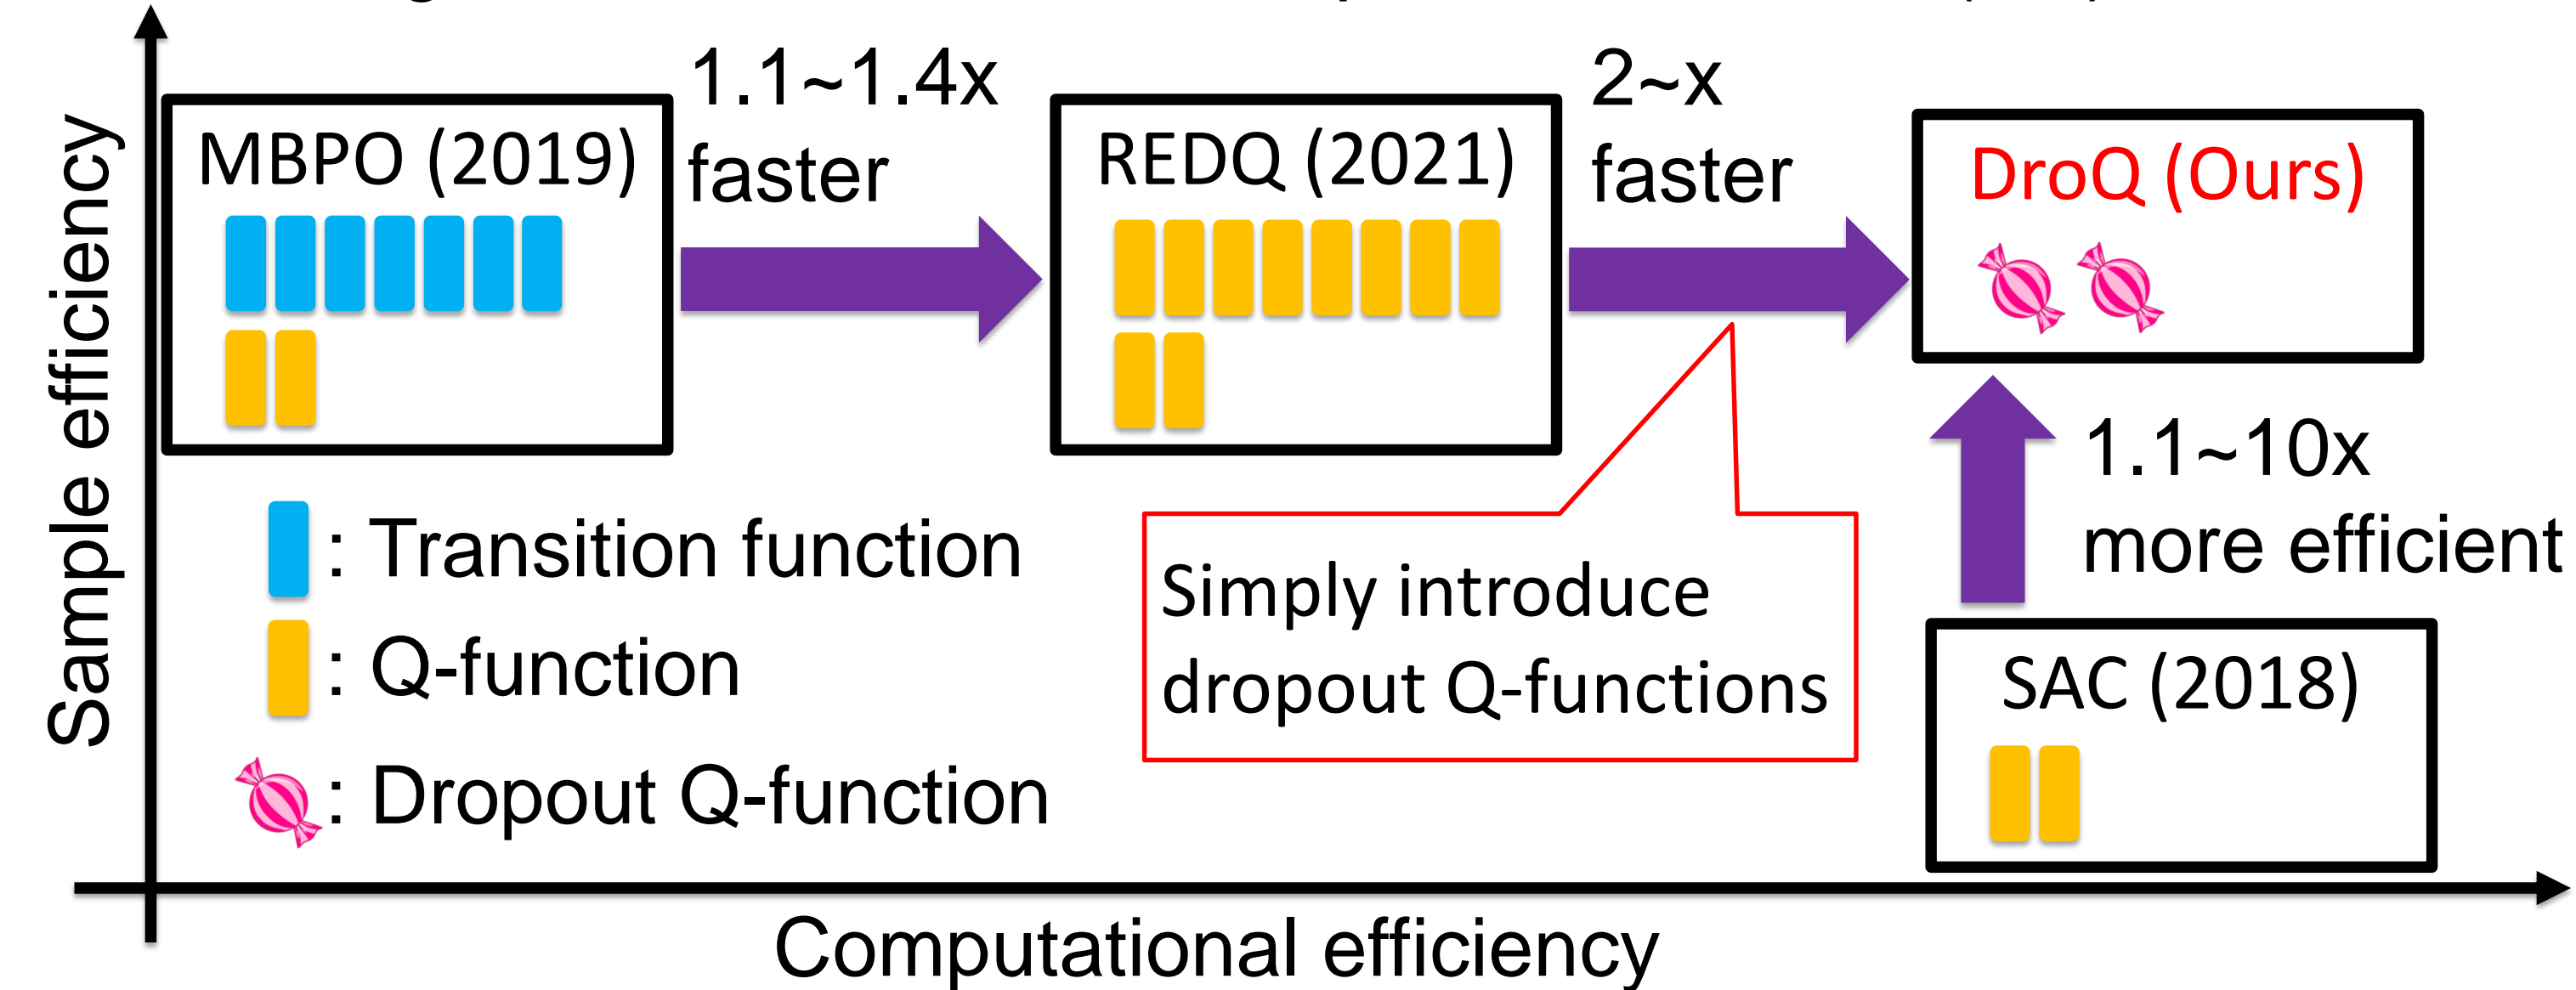 1.1~1.4x
faster
2~x
faster
MBPO (2019)
REDQ (2021)
DroQ (Ours)
Sample efficiency
: Transition function
: Q-function
: Dropout Q-function
Simply introduce
dropout Q-functions
1.1~10x
more efficient
SAC (2018)
Computational efficiency